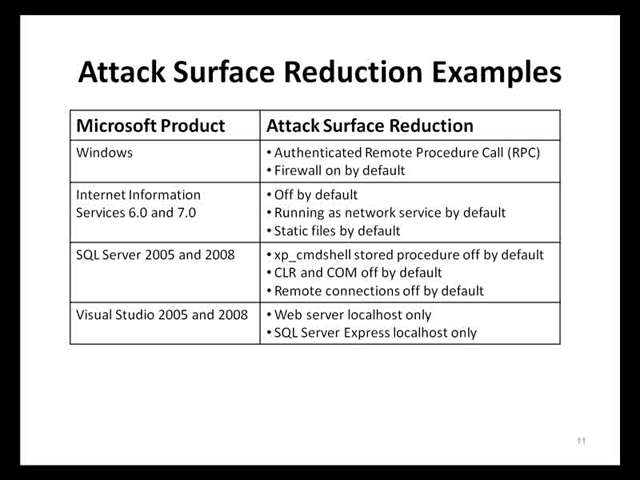 Attack Surface Reduction Examples
Microsoft Product
Attack Surface Reduction
Windows
• Authenticated Remote Procedure Call (RPC)
• Firewall on by default
Internet Information
Services 6.0 and 7.0
• Off by default
• Running as network service by default
• Static files by default
SQL Server 2005 and 2008
• xp_cmdshell stored procedure off by default
• CLR and COM off by default
• Remote connections off by default
Visual Studio 2005 and 2008
• Web server localhost only
• SQL Server Express localhost only
11